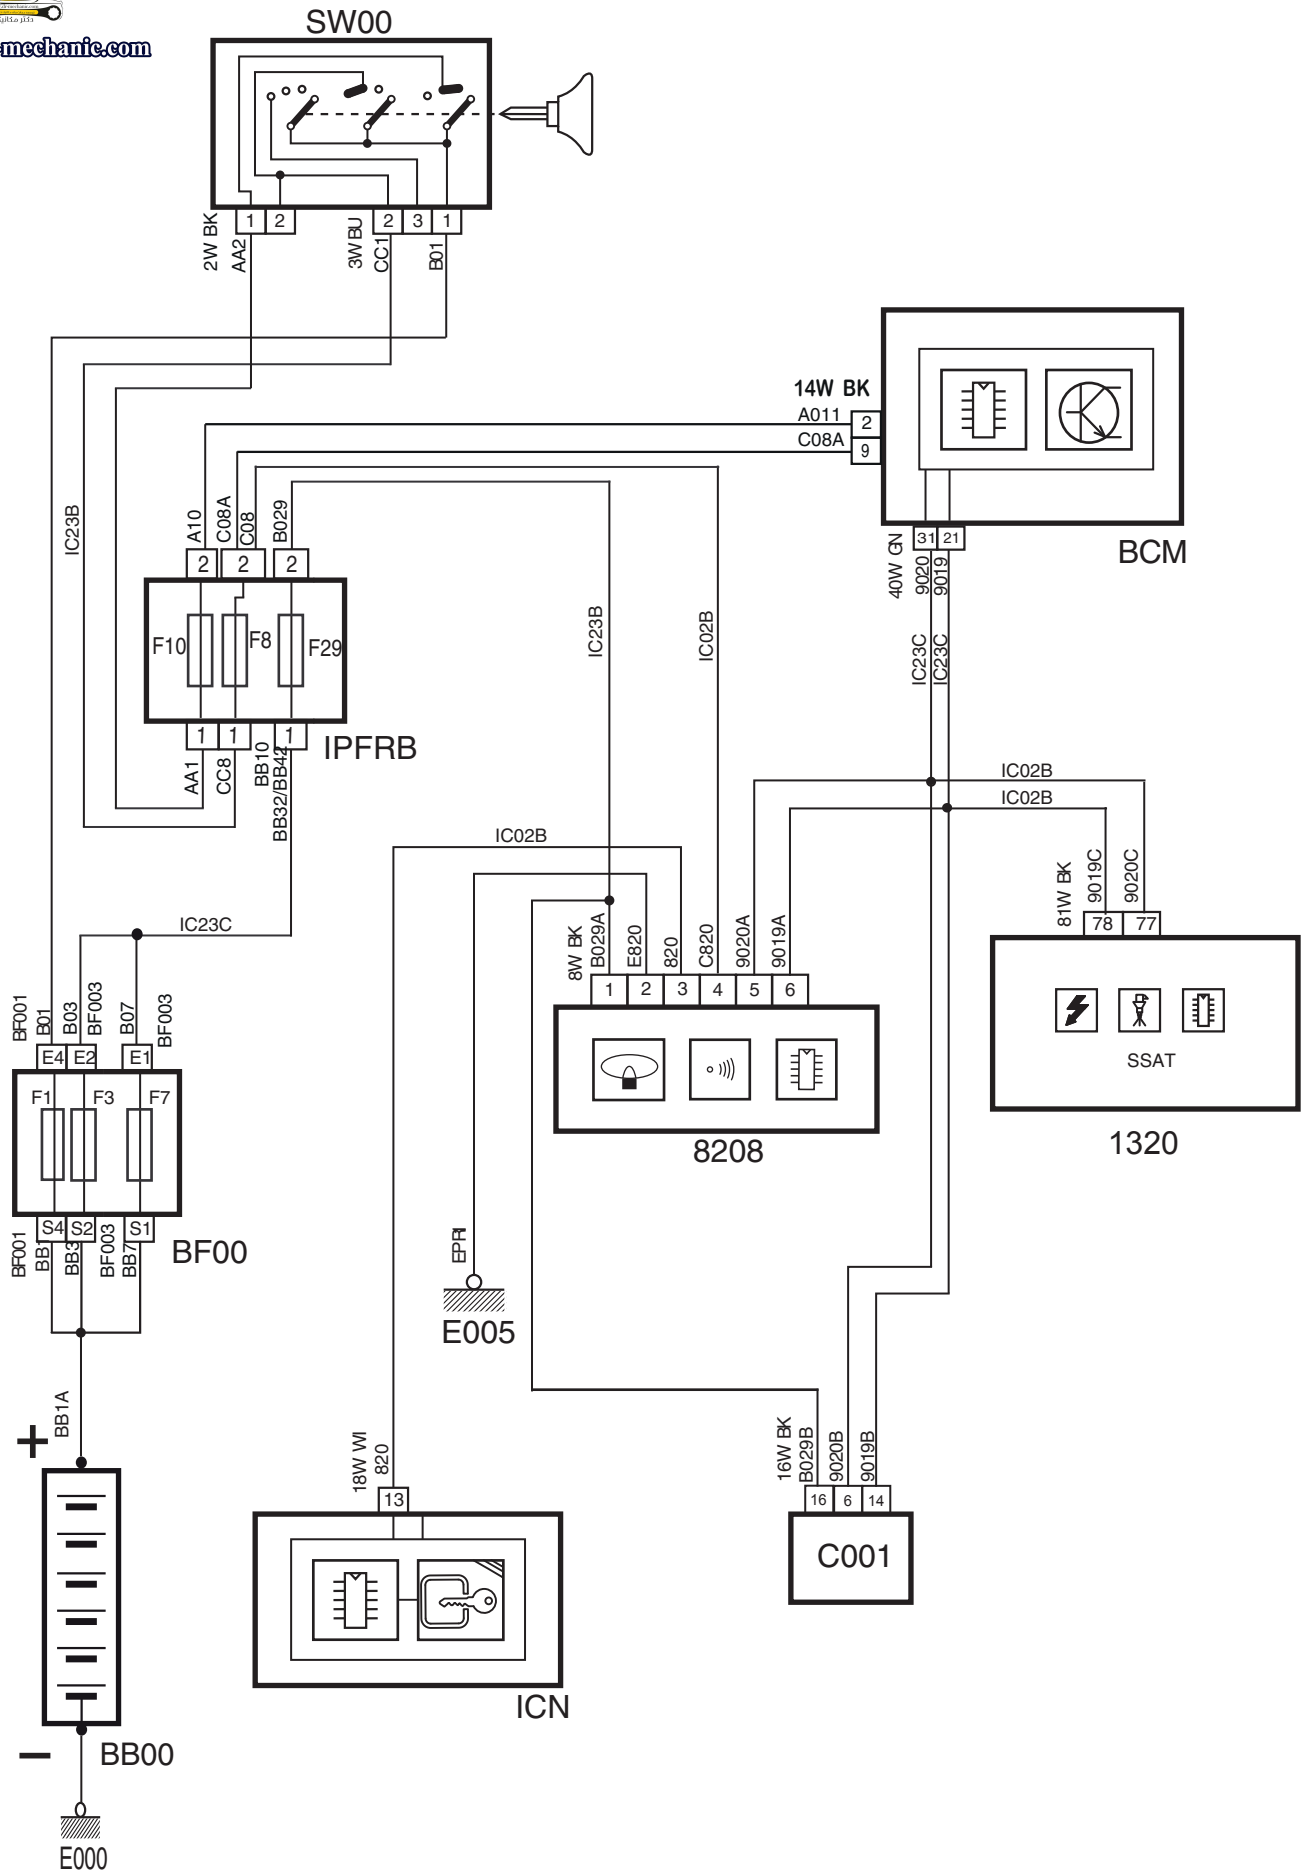 دکتر مکانیک
mechanic.com
SW00
2W BK
1
2
3W BU
2
3
1
AA2
CC1
B01
14W BK
A011
2
C08A
9
IC23B
A10
C08A
C08
B029
2
2
2
BCM
40W GN
31
21
9020
9019
F10
F8
F29
IC23B
IC02B
IC23C
IC23C
1
1
1
IPFRB
AA1
CC8
BB10
BB32/BB42
IC02B
IC02B
IC02B
81W BK
9019C
9020C
78
77
IC23C
8W BK
B029A
E820
820
C820
9020A
9019A
1
2
3
4
5
6
BF001
B01
B03
BF003
B07
BF003
E4
E2
E1
F1
F3
F7
SSAT
8208
1320
S4
S2
S1
BF001
BB1
BB3
BF003
BB7
BF00
EPR1
E005
BB1A
+
18W WI
820
13
16W BK
B029B
9020B
9019B
16
6
14
C001
ICN
–
BB00
E000